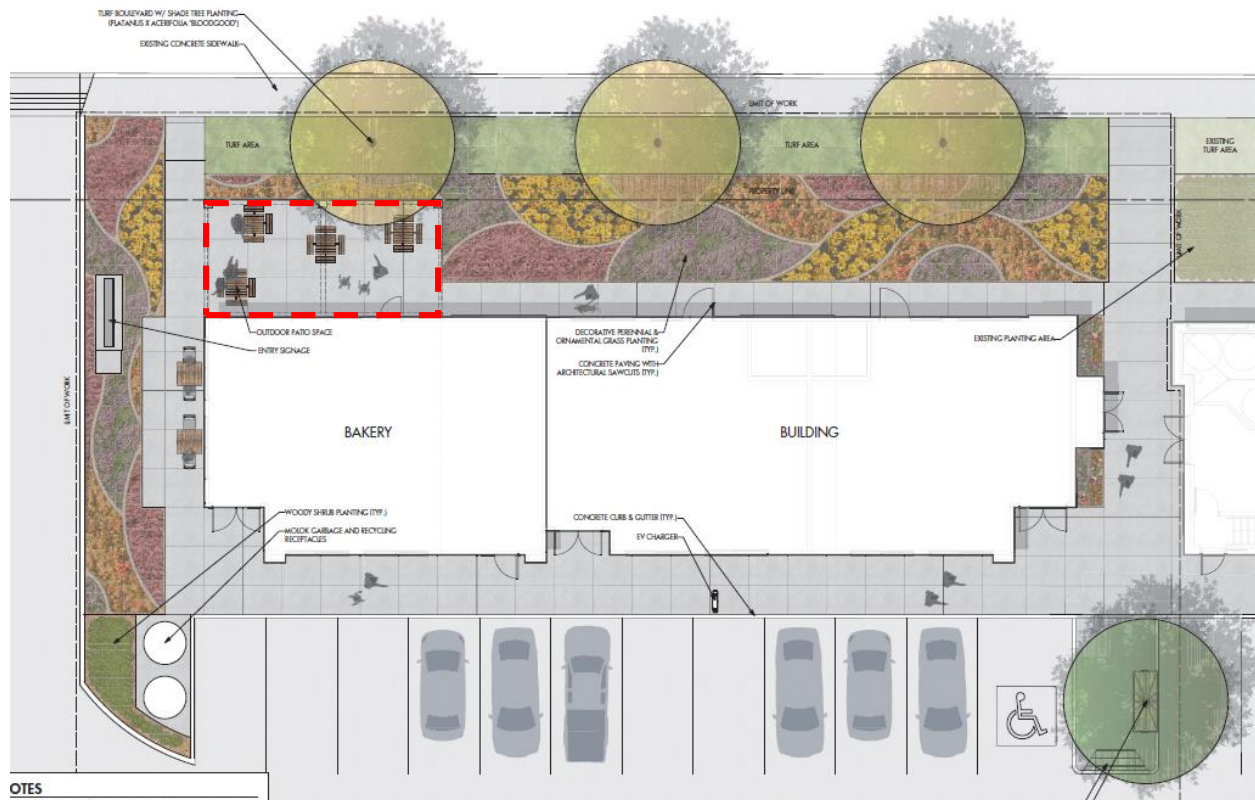 TURF BOULEVARD W/ SHADE TREE PLANTING
(PLATANUS X ACERIFOLIA 'BLOODGOOD')
EXISTING CONCRETE SIDEWALK
LIMIT OF WORK
TURF AREA
TURF AREA
EXISTING
TURF AREA
PROPERTY LINE
LIMIT OF WORK
OUTDOOR PATIO SPACE
ENTRY SIGNAGE
DECORATIVE PERENNIAL &
ORNAMENTAL GRASS PLANTING
(TYP.)
CONCRETE PAVING WITH
ARCHITECTURAL SAWCUTS (TYP.)
EXISTING PLANTING AREA
LIMIT OF WORK
BAKERY
BUILDING
WOODY SHRUB PLANTING (TYP.)
MOLOK GARBAGE AND RECYCLING
RECEPTACLES
CONCRETE CURB & GUTTER (TYP.)
EV CHARGER
OTES